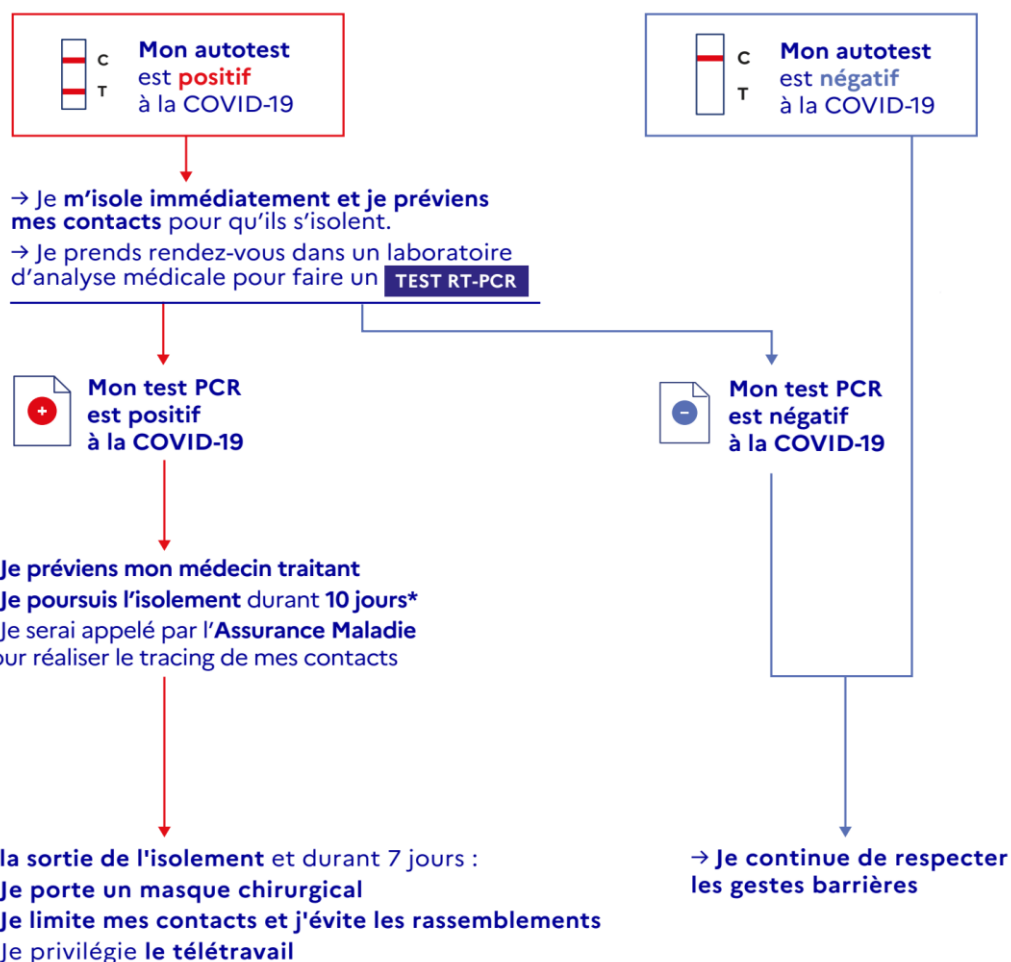 C
T
Mon autotest
est positif
à la COVID-19
C
T
Mon autotest
est négatif
à la COVID-19
→ Je m'isole immédiatement et je préviens
mes contacts pour qu'ils s'isolent.
→ Je prends rendez-vous dans un laboratoire
d'analyse médicale pour faire un TEST RT-PCR
Mon test PCR
est positif
à la COVID-19
Mon test PCR
est négatif
à la COVID-19
Je préviens mon médecin traitant
Je poursuis l'isolement durant 10 jours*
Je serai appelé par l'Assurance Maladie
réaliser le tracing de mes contacts
la sortie de l'isolement et durant 7 jours :
Je porte un masque chirurgical
Je limite mes contacts et j'évite les rassemblements
Je privilégie le télétravail
→ Je continue de respecter
les gestes barrières